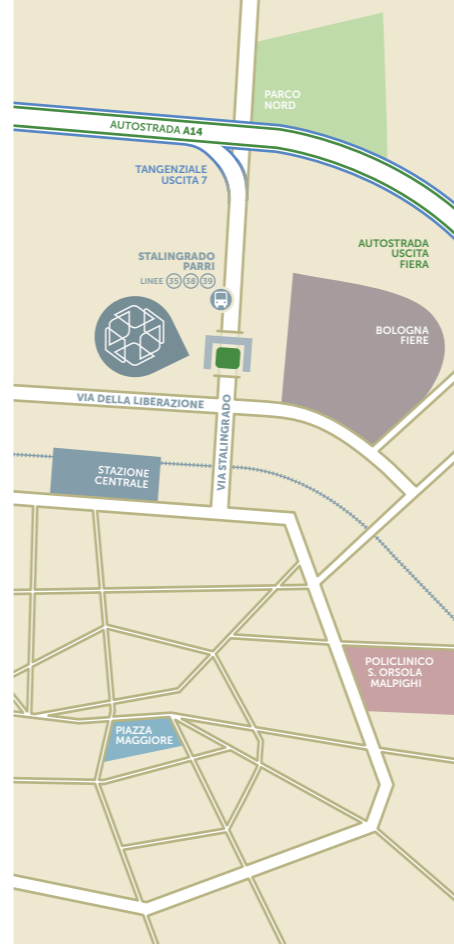 PARCO
NORD
AUTOSTRADA A14
TANGENZIALE
USCITA 7
AUTOSTRADA
USCITA
FIERA
STALINGRADO
PARRI
LINEE 35 38 39
BOLOGNA
FIERE
VIA DELLA LIBERAZIONE
VIA STALINGRADO
STAZIONE
CENTRALE
POLICLINICO
S. ORSOLA
MALPIGHI
PIAZZA
MAGGIORE